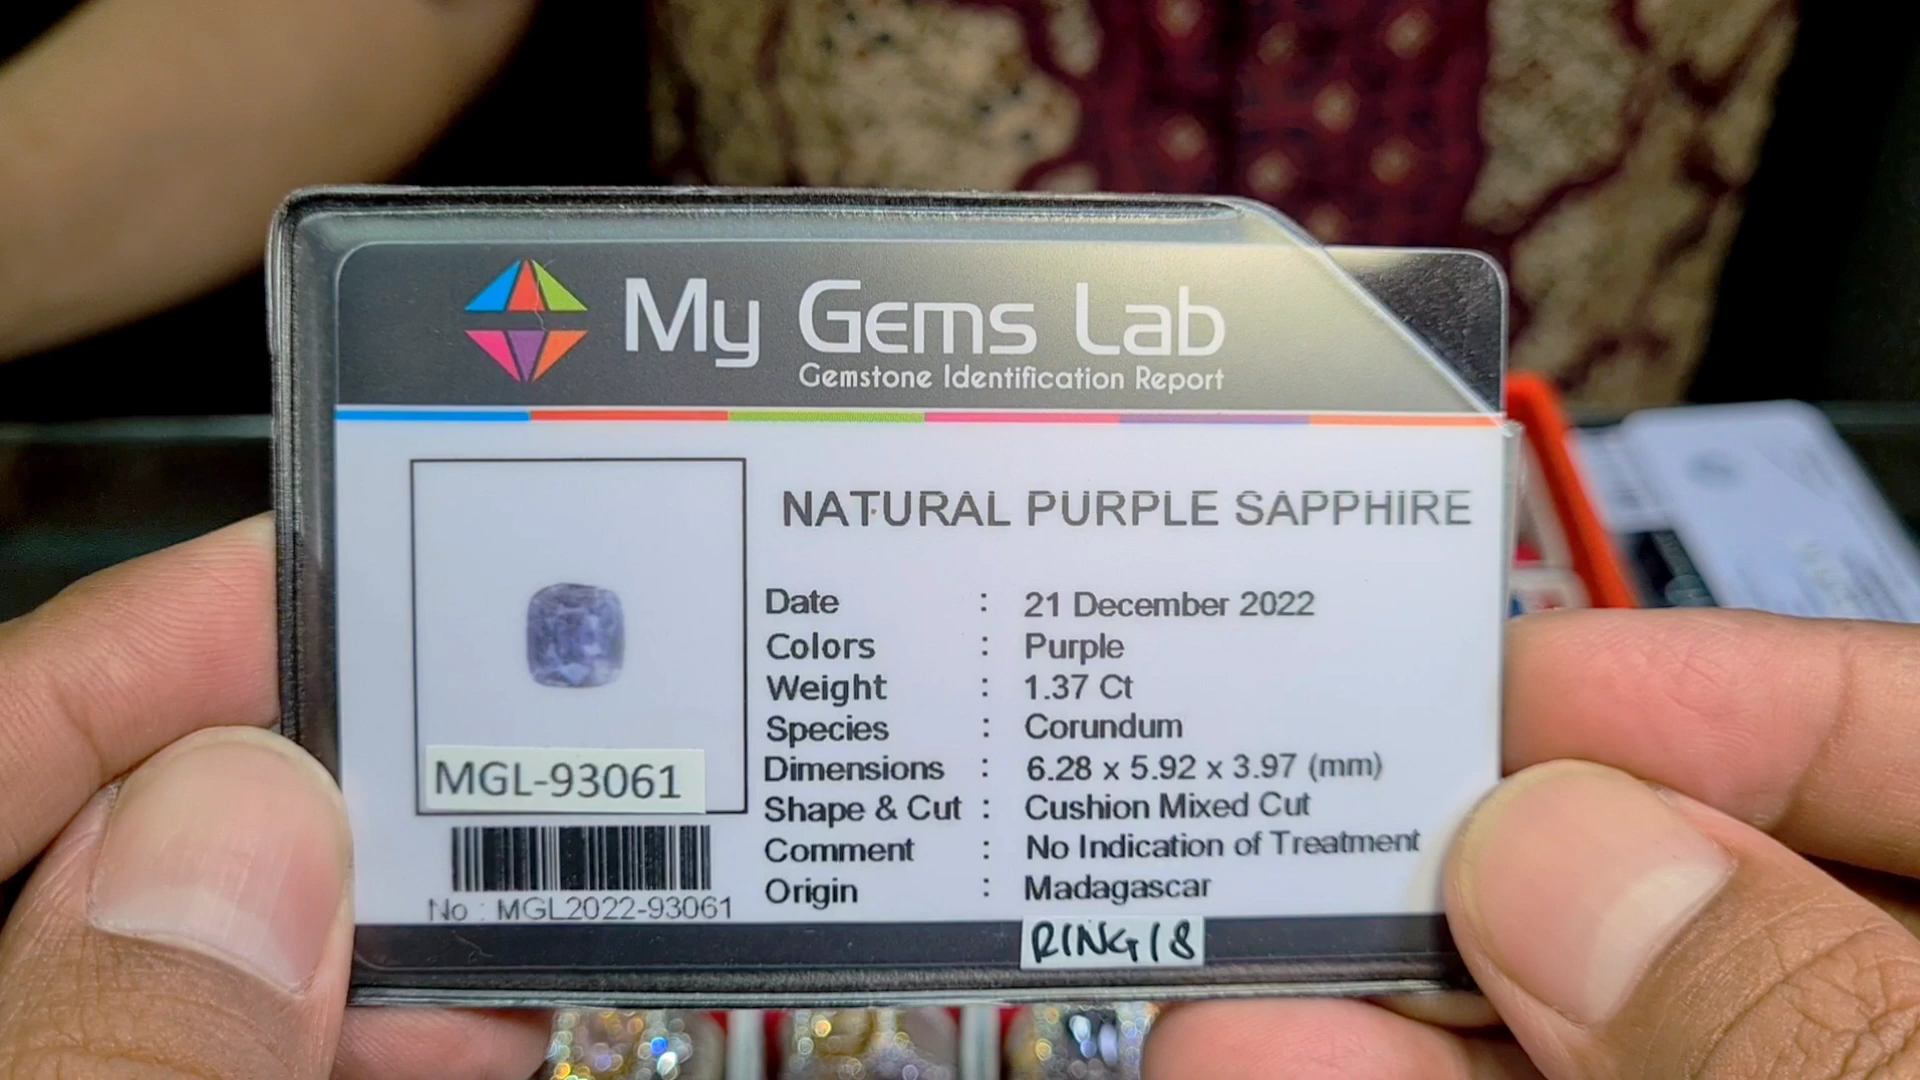 My Gems Lab
Gemstone Identification Report
NATURAL PURPLE SAPPHIRE
Date : 21 December 2022
Colors : Purple
Weight : 1.37 Ct
Species : Corundum
Dimensions : 6.28 x 5.92 x 3.97 (mm)
Shape & Cut : Cushion Mixed Cut
Comment : No Indication of Treatment
Origin : Madagascar
MGL-93061
No : MGL2022-93061
RING 18